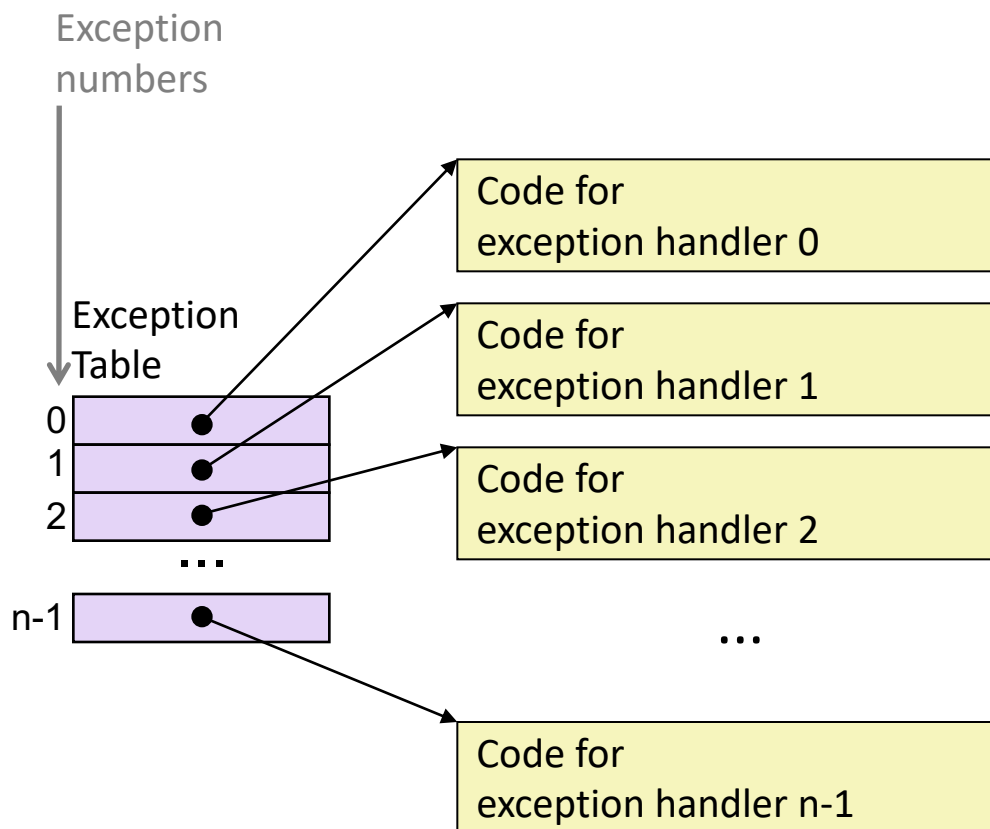 Exception
numbers
Code for
exception handler 0
Exception
Table
Code for
exception handler 1
0
1
2
...
n-1
Code for
exception handler 2
...
Code for
exception handler n-1